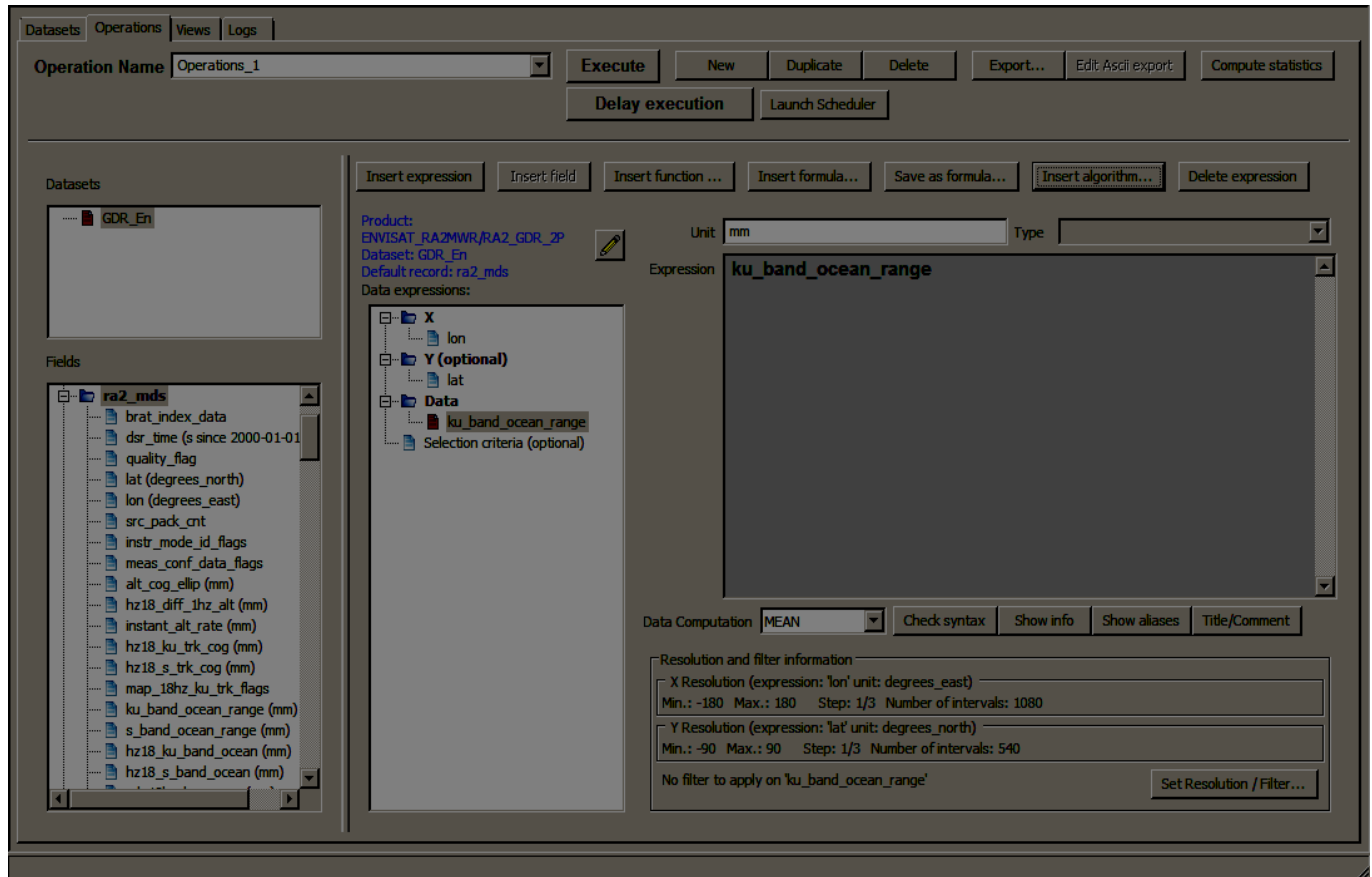 Datasets Operations Views Logs
Operation Name Operations_1 Execute New Duplicate Delete Export... Edit Ascii export Compute statistics
Delay execution Launch Scheduler
Insert expression Insert field Insert function ... Insert formula... Save as formula... Insert algorithm... Delete expression
Datasets
GDR_En
Fields
ra2_mds
brat_index_data
dsr_time (s since 2000-01-01
quality_flag
lat (degrees_north)
lon (degrees_east)
src_pack_cnt
instr_mode_id_flags
meas_conf_data_flags
alt_cog_ellip (mm)
hz18_diff_1hz_alt (mm)
instant_alt_rate (mm)
hz18_ku_trk_cog (mm)
hz18_s_trk_cog (mm)
map_18hz_ku_trk_flags
ku_band_ocean_range (mm)
s_band_ocean_range (mm)
hz18_ku_band_ocean (mm)
hz18_s_band_ocean (mm)
Product:
ENVISAT_RA2MWR/RA2_GDR_2P
Dataset: GDR_En
Default record: ra2_mds
Data expressions:
X
lon
Y (optional)
lat
Data
ku_band_ocean_range
Selection criteria (optional)
Unit mm Type
Expression ku_band_ocean_range
Data Computation MEAN Check syntax Show info Show aliases Title/Comment
Resolution and filter information
X Resolution (expression: 'lon' unit: degrees_east)
Min.: -180 Max.: 180 Step: 1/3 Number of intervals: 1080
Y Resolution (expression: 'lat' unit: degrees_north)
Min.: -90 Max.: 90 Step: 1/3 Number of intervals: 540
No filter to apply on 'ku_band_ocean_range'
Set Resolution / Filter...